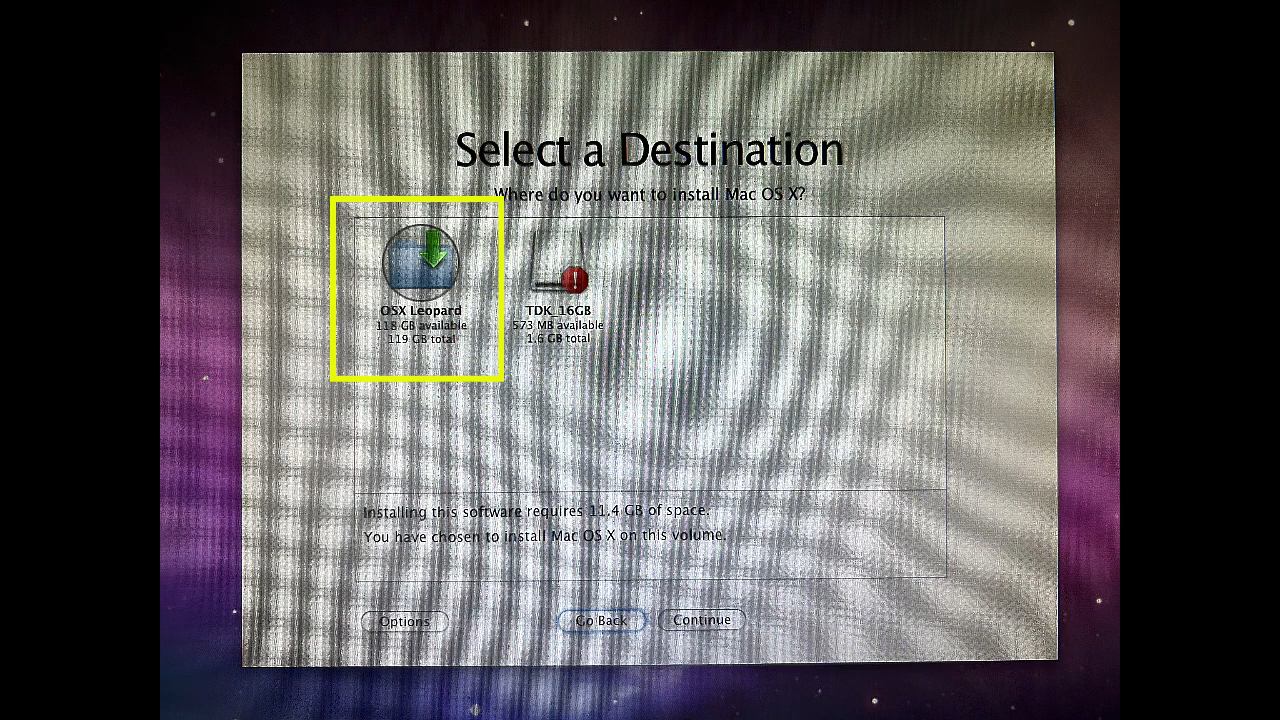 Select a Destination
Where do you want to install Mac OS X?
OSX Leopard
118 GB available
119 GB total
TDK_16GB
573 MB available
1.6 GB total
Installing this software requires 11.4 GB of space.
You have chosen to install Mac OS X on this volume.
Options
Go Back
Continue